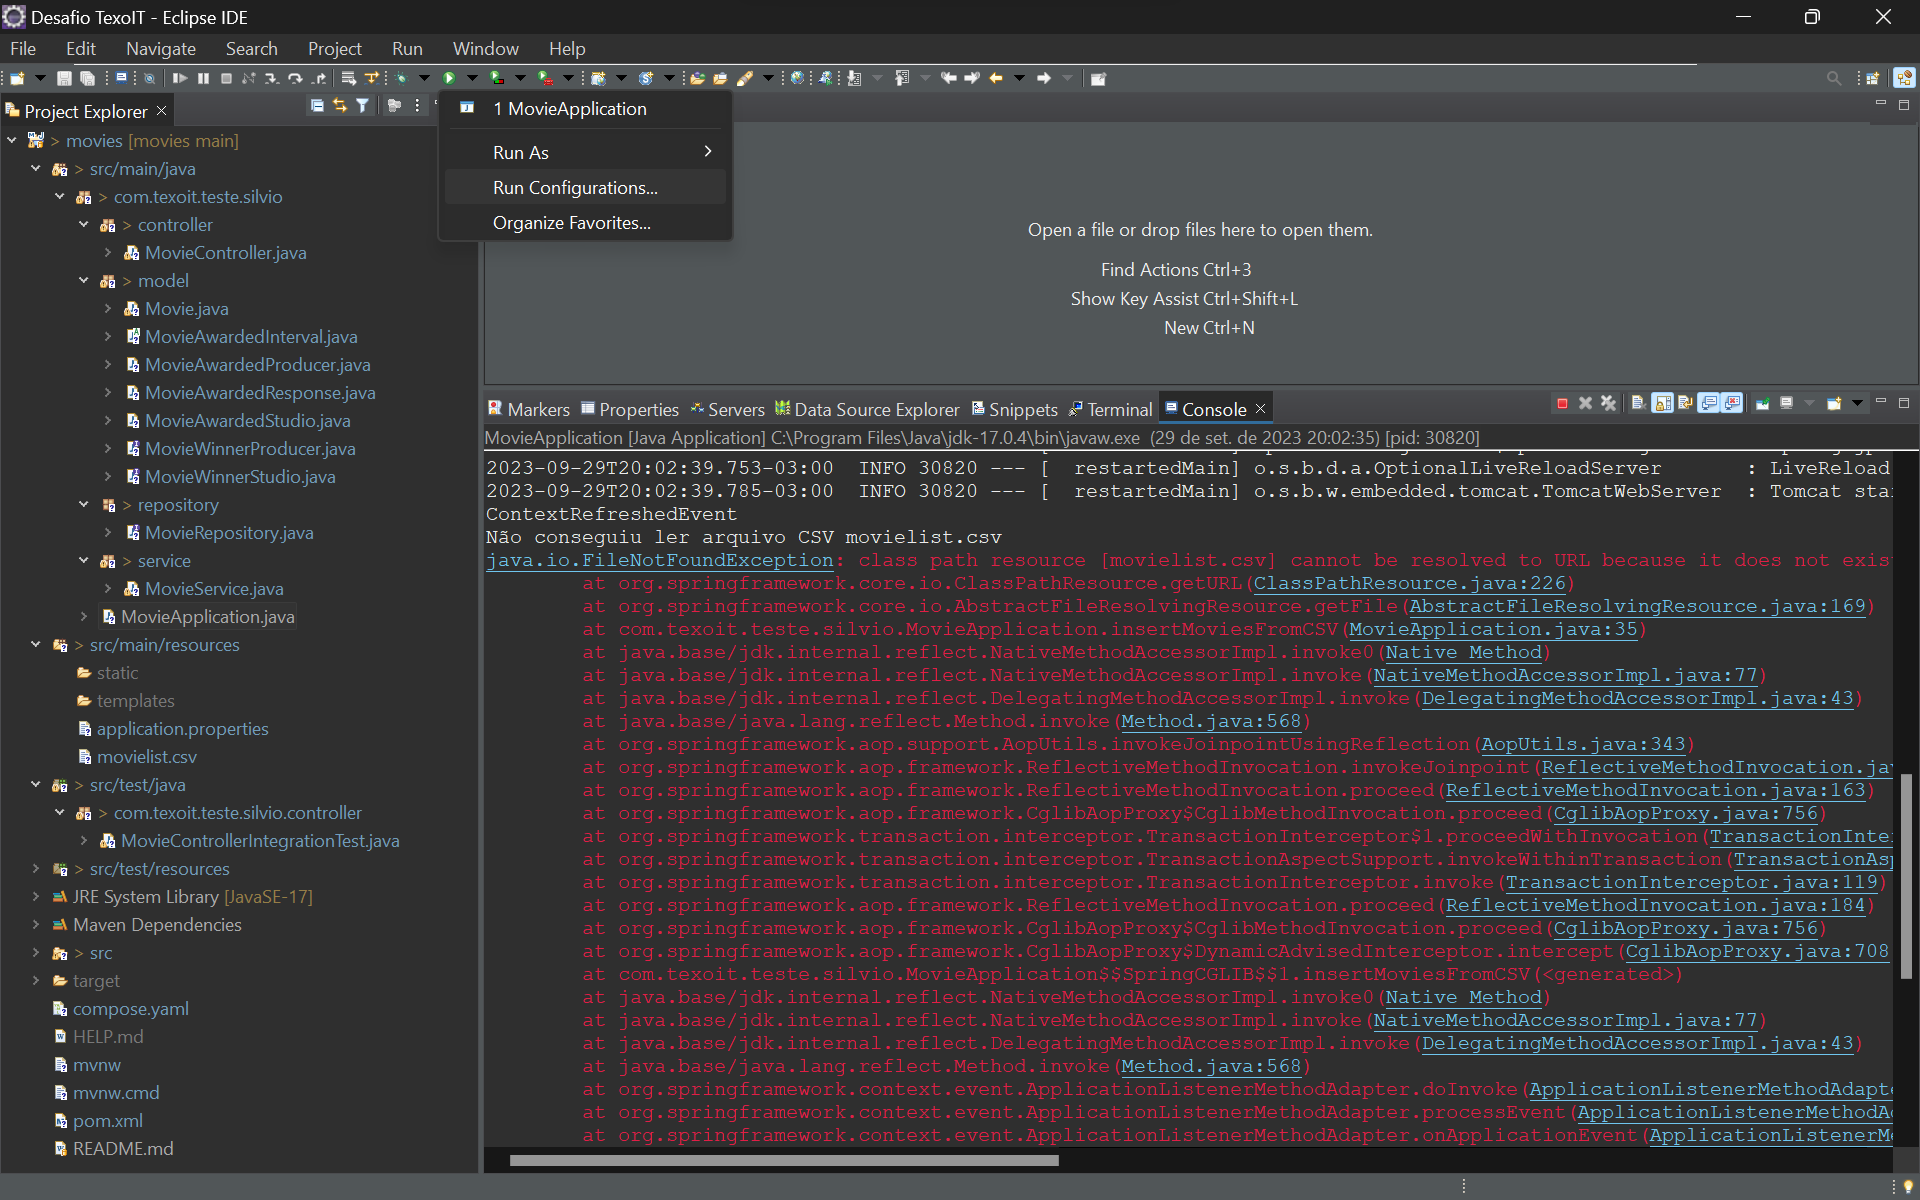 Desafio TexoIT - Eclipse IDE
File Edit Navigate Search Project Run Window Help
Project Explorer
> movies [movies main]
> src/main/java
> com.texoit.teste.silvio
> controller
MovieController.java
> model
Movie.java
MovieAwardedInterval.java
MovieAwardedProducer.java
MovieAwardedResponse.java
MovieAwardedStudio.java
MovieWinnerProducer.java
MovieWinnerStudio.java
> repository
MovieRepository.java
> service
MovieService.java
MovieApplication.java
> src/main/resources
static
templates
application.properties
movielist.csv
> src/test/java
> com.texoit.teste.silvio.controller
MovieControllerIntegrationTest.java
> src/test/resources
JRE System Library [JavaSE-17]
Maven Dependencies
> src
target
compose.yaml
HELP.md
mvnw
mvnw.cmd
pom.xml
README.md
1 MovieApplication
Run As
Run Configurations...
Organize Favorites...
Open a file or drop files here to open them.
Find Actions Ctrl+3
Show Key Assist Ctrl+Shift+L
New Ctrl+N
Markers Properties Servers Data Source Explorer Snippets Terminal Console
MovieApplication [Java Application] C:\Program Files\Java\jdk-17.0.4\bin\javaw.exe (29 de set. de 2023 20:02:35) [pid: 30820]
2023-09-29T20:02:39.753-03:00 INFO 30820 --- [ restartedMain] o.s.b.d.a.OptionalLiveReloadServer : LiveReload
2023-09-29T20:02:39.785-03:00 INFO 30820 --- [ restartedMain] o.s.b.w.embedded.tomcat.TomcatWebServer : Tomcat sta
ContextRefreshedEvent
Não conseguiu ler arquivo CSV movielist.csv
java.io.FileNotFoundException: class path resource [movielist.csv] cannot be resolved to URL because it does not exis
at org.springframework.core.io.ClassPathResource.getURL(ClassPathResource.java:226)
at org.springframework.core.io.AbstractFileResolvingResource.getFile(AbstractFileResolvingResource.java:169)
at com.texoit.teste.silvio.MovieApplication.insertMoviesFromCSV(MovieApplication.java:35)
at java.base/jdk.internal.reflect.NativeMethodAccessorImpl.invoke0(Native Method)
at java.base/jdk.internal.reflect.NativeMethodAccessorImpl.invoke(NativeMethodAccessorImpl.java:77)
at java.base/jdk.internal.reflect.DelegatingMethodAccessorImpl.invoke(DelegatingMethodAccessorImpl.java:43)
at java.base/java.lang.reflect.Method.invoke(Method.java:568)
at org.springframework.aop.support.AopUtils.invokeJoinpointUsingReflection(AopUtils.java:343)
at org.springframework.aop.framework.ReflectiveMethodInvocation.invokeJoinpoint(ReflectiveMethodInvocation.ja
at org.springframework.aop.framework.ReflectiveMethodInvocation.proceed(ReflectiveMethodInvocation.java:163)
at org.springframework.aop.framework.CglibAopProxy$CglibMethodInvocation.proceed(CglibAopProxy.java:756)
at org.springframework.transaction.interceptor.TransactionInterceptor$1.proceedWithInvocation(TransactionInte
at org.springframework.transaction.interceptor.TransactionAspectSupport.invokeWithinTransaction(TransactionAsp
at org.springframework.transaction.interceptor.TransactionInterceptor.invoke(TransactionInterceptor.java:119)
at org.springframework.aop.framework.ReflectiveMethodInvocation.proceed(ReflectiveMethodInvocation.java:184)
at org.springframework.aop.framework.CglibAopProxy$CglibMethodInvocation.proceed(CglibAopProxy.java:756)
at org.springframework.aop.framework.CglibAopProxy$DynamicAdvisedInterceptor.intercept(CglibAopProxy.java:708
at com.texoit.teste.silvio.MovieApplication$$SpringCGLIB$$1.insertMoviesFromCSV(<generated>)
at java.base/jdk.internal.reflect.NativeMethodAccessorImpl.invoke0(Native Method)
at java.base/jdk.internal.reflect.NativeMethodAccessorImpl.invoke(NativeMethodAccessorImpl.java:77)
at java.base/jdk.internal.reflect.DelegatingMethodAccessorImpl.invoke(DelegatingMethodAccessorImpl.java:43)
at java.base/java.lang.reflect.Method.invoke(Method.java:568)
at org.springframework.context.event.ApplicationListenerMethodAdapter.doInvoke(ApplicationListenerMethodAdapt
at org.springframework.context.event.ApplicationListenerMethodAdapter.processEvent(ApplicationListenerMethodA
at org.springframework.context.event.ApplicationListenerMethodAdapter.onApplicationEvent(ApplicationListenerM